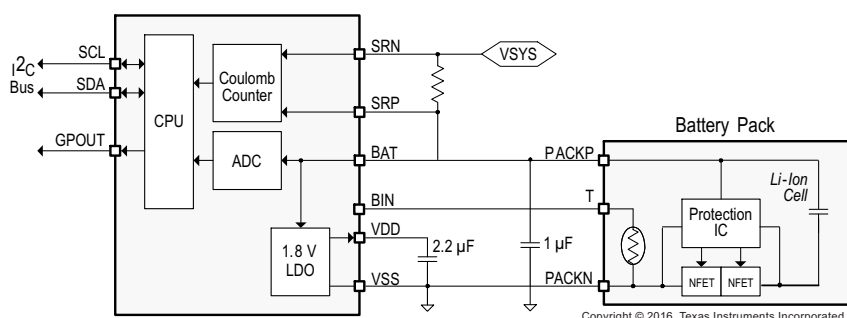 SCL
I2C
Bus
SDA
GPOUT
CPU
Coulomb
Counter
ADC
1.8 V
LDO
SRN
SRP
BAT
BIN
VDD
VSS
VSYS
2.2 µF
1 µF
Battery Pack
PACKP
T
PACKN
Li-Ion
Cell
Protection
IC
NFET
NFET
Copyright © 2016, Texas Instruments Incorporated